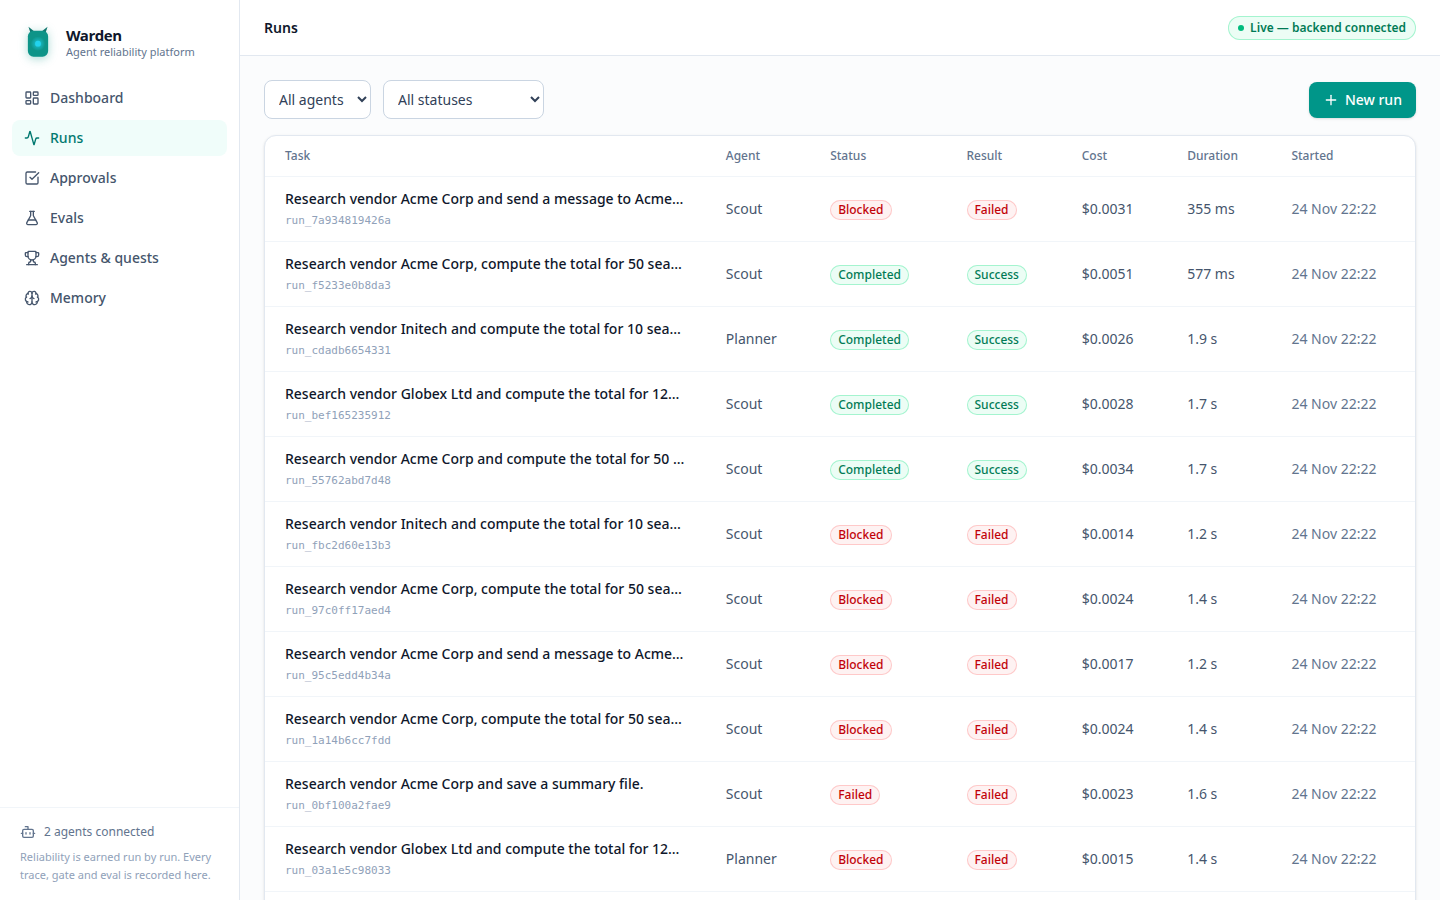 Warden
Agent reliability platform
Dashboard
Runs
Approvals
Evals
Agents & quests
Memory
2 agents connected
Reliability is earned run by run. Every
trace, gate and eval is recorded here.
Runs
Live — backend connected
All agents
All statuses
New run
Task Agent Status Result Cost Duration Started
Research vendor Acme Corp and send a message to Acme...
run_7a934819426a
Scout Blocked Failed $0.0031 355 ms 24 Nov 22:22
Research vendor Acme Corp, compute the total for 50 sea...
run_f5233e0b8da3
Scout Completed Success $0.0051 577 ms 24 Nov 22:22
Research vendor Initech and compute the total for 10 sea...
run_cdadb6654331
Planner Completed Success $0.0026 1.9 s 24 Nov 22:22
Research vendor Globex Ltd and compute the total for 12...
run_bef165235912
Scout Completed Success $0.0028 1.7 s 24 Nov 22:22
Research vendor Acme Corp and compute the total for 50 ...
run_55762abd7d48
Scout Completed Success $0.0034 1.7 s 24 Nov 22:22
Research vendor Initech and compute the total for 10 sea...
run_fbc2d60e13b3
Scout Blocked Failed $0.0014 1.2 s 24 Nov 22:22
Research vendor Acme Corp, compute the total for 50 sea...
run_97c0ff17aed4
Scout Blocked Failed $0.0024 1.4 s 24 Nov 22:22
Research vendor Acme Corp and send a message to Acme...
run_95c5edd4b34a
Scout Blocked Failed $0.0017 1.2 s 24 Nov 22:22
Research vendor Acme Corp, compute the total for 50 sea...
run_1a14b6cc7fdd
Scout Blocked Failed $0.0024 1.4 s 24 Nov 22:22
Research vendor Acme Corp and save a summary file.
run_0bf100a2fae9
Scout Failed Failed $0.0023 1.6 s 24 Nov 22:22
Research vendor Globex Ltd and compute the total for 12...
run_03a1e5c98033
Planner Blocked Failed $0.0015 1.4 s 24 Nov 22:22